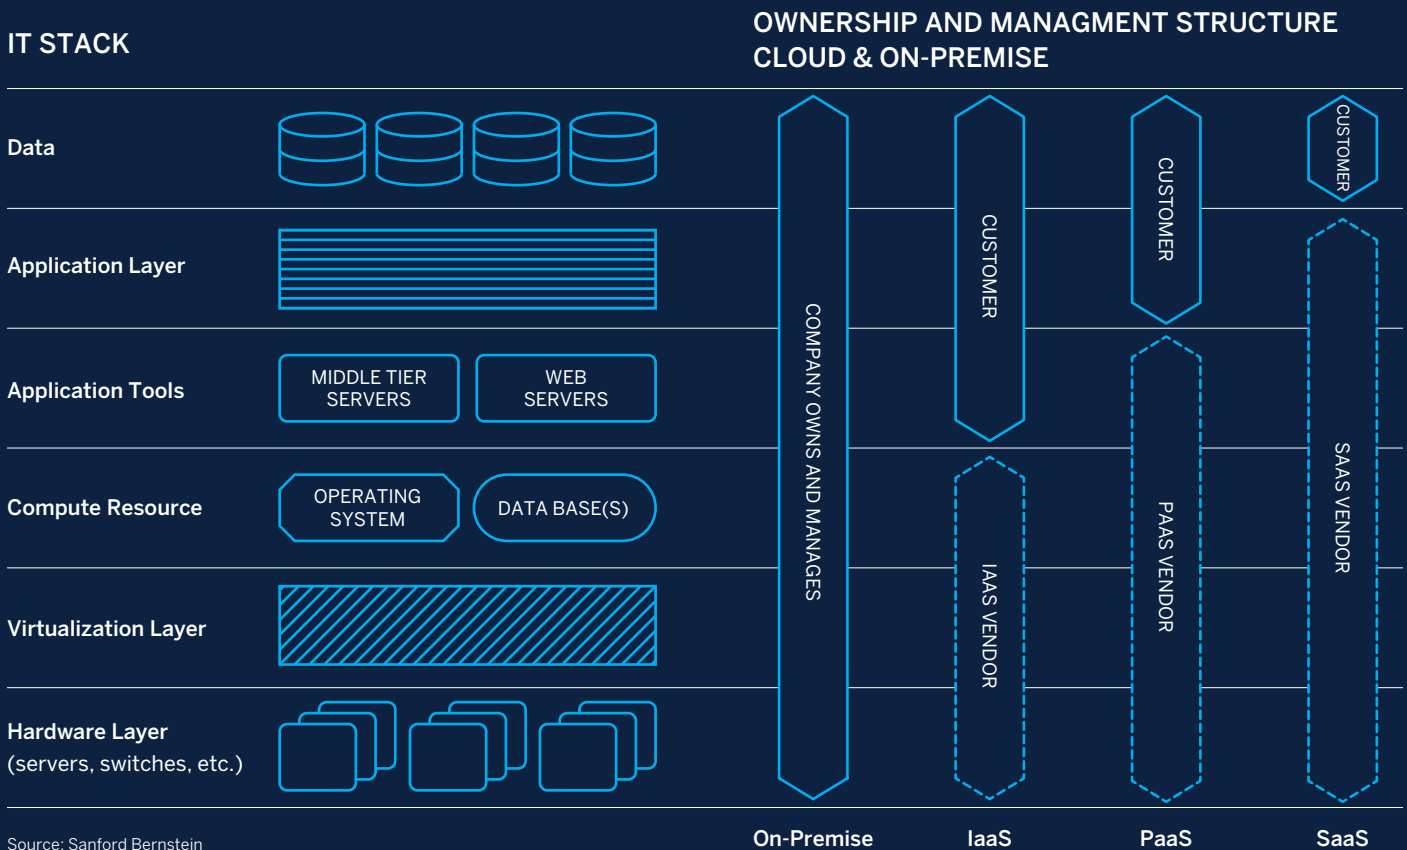 IT STACK
OWNERSHIP AND MANAGMENT STRUCTURE
CLOUD & ON-PREMISE
Data
Application Layer
Application Tools
MIDDLE TIER
SERVERS
WEB
SERVERS
Compute Resource
OPERATING
SYSTEM
DATA BASE(S)
Virtualization Layer
Hardware Layer
(servers, switches, etc.)
COMPANY OWNS AND MANAGES
CUSTOMER
IAAS VENDOR
CUSTOMER
PAAS VENDOR
CUSTOMER
SAAS VENDOR
On-Premise
IaaS
PaaS
SaaS
Source: Sanford Bernstein